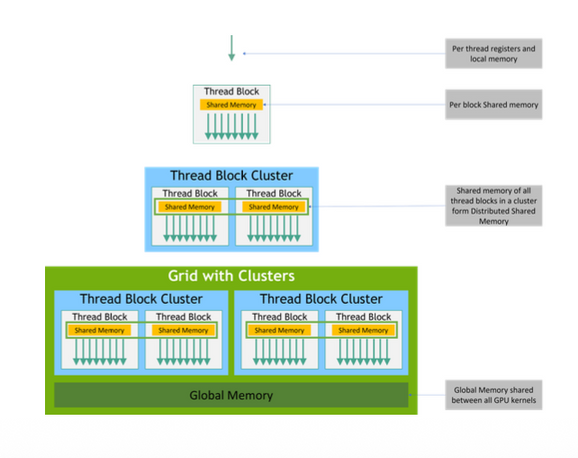 Per thread registers and
local memory
Thread Block
Shared Memory
Per block Shared memory
Thread Block Cluster
Thread Block
Thread Block
Shared Memory
Shared Memory
Shared memory of all
thread blocks in a cluster
form Distributed Shared
Memory
Grid with Clusters
Thread Block Cluster
Thread Block Cluster
Thread Block
Thread Block
Thread Block
Thread Block
Shared Memory
Shared Memory
Shared Memory
Shared Memory
Global Memory
Global Memory shared
between all GPU kernels